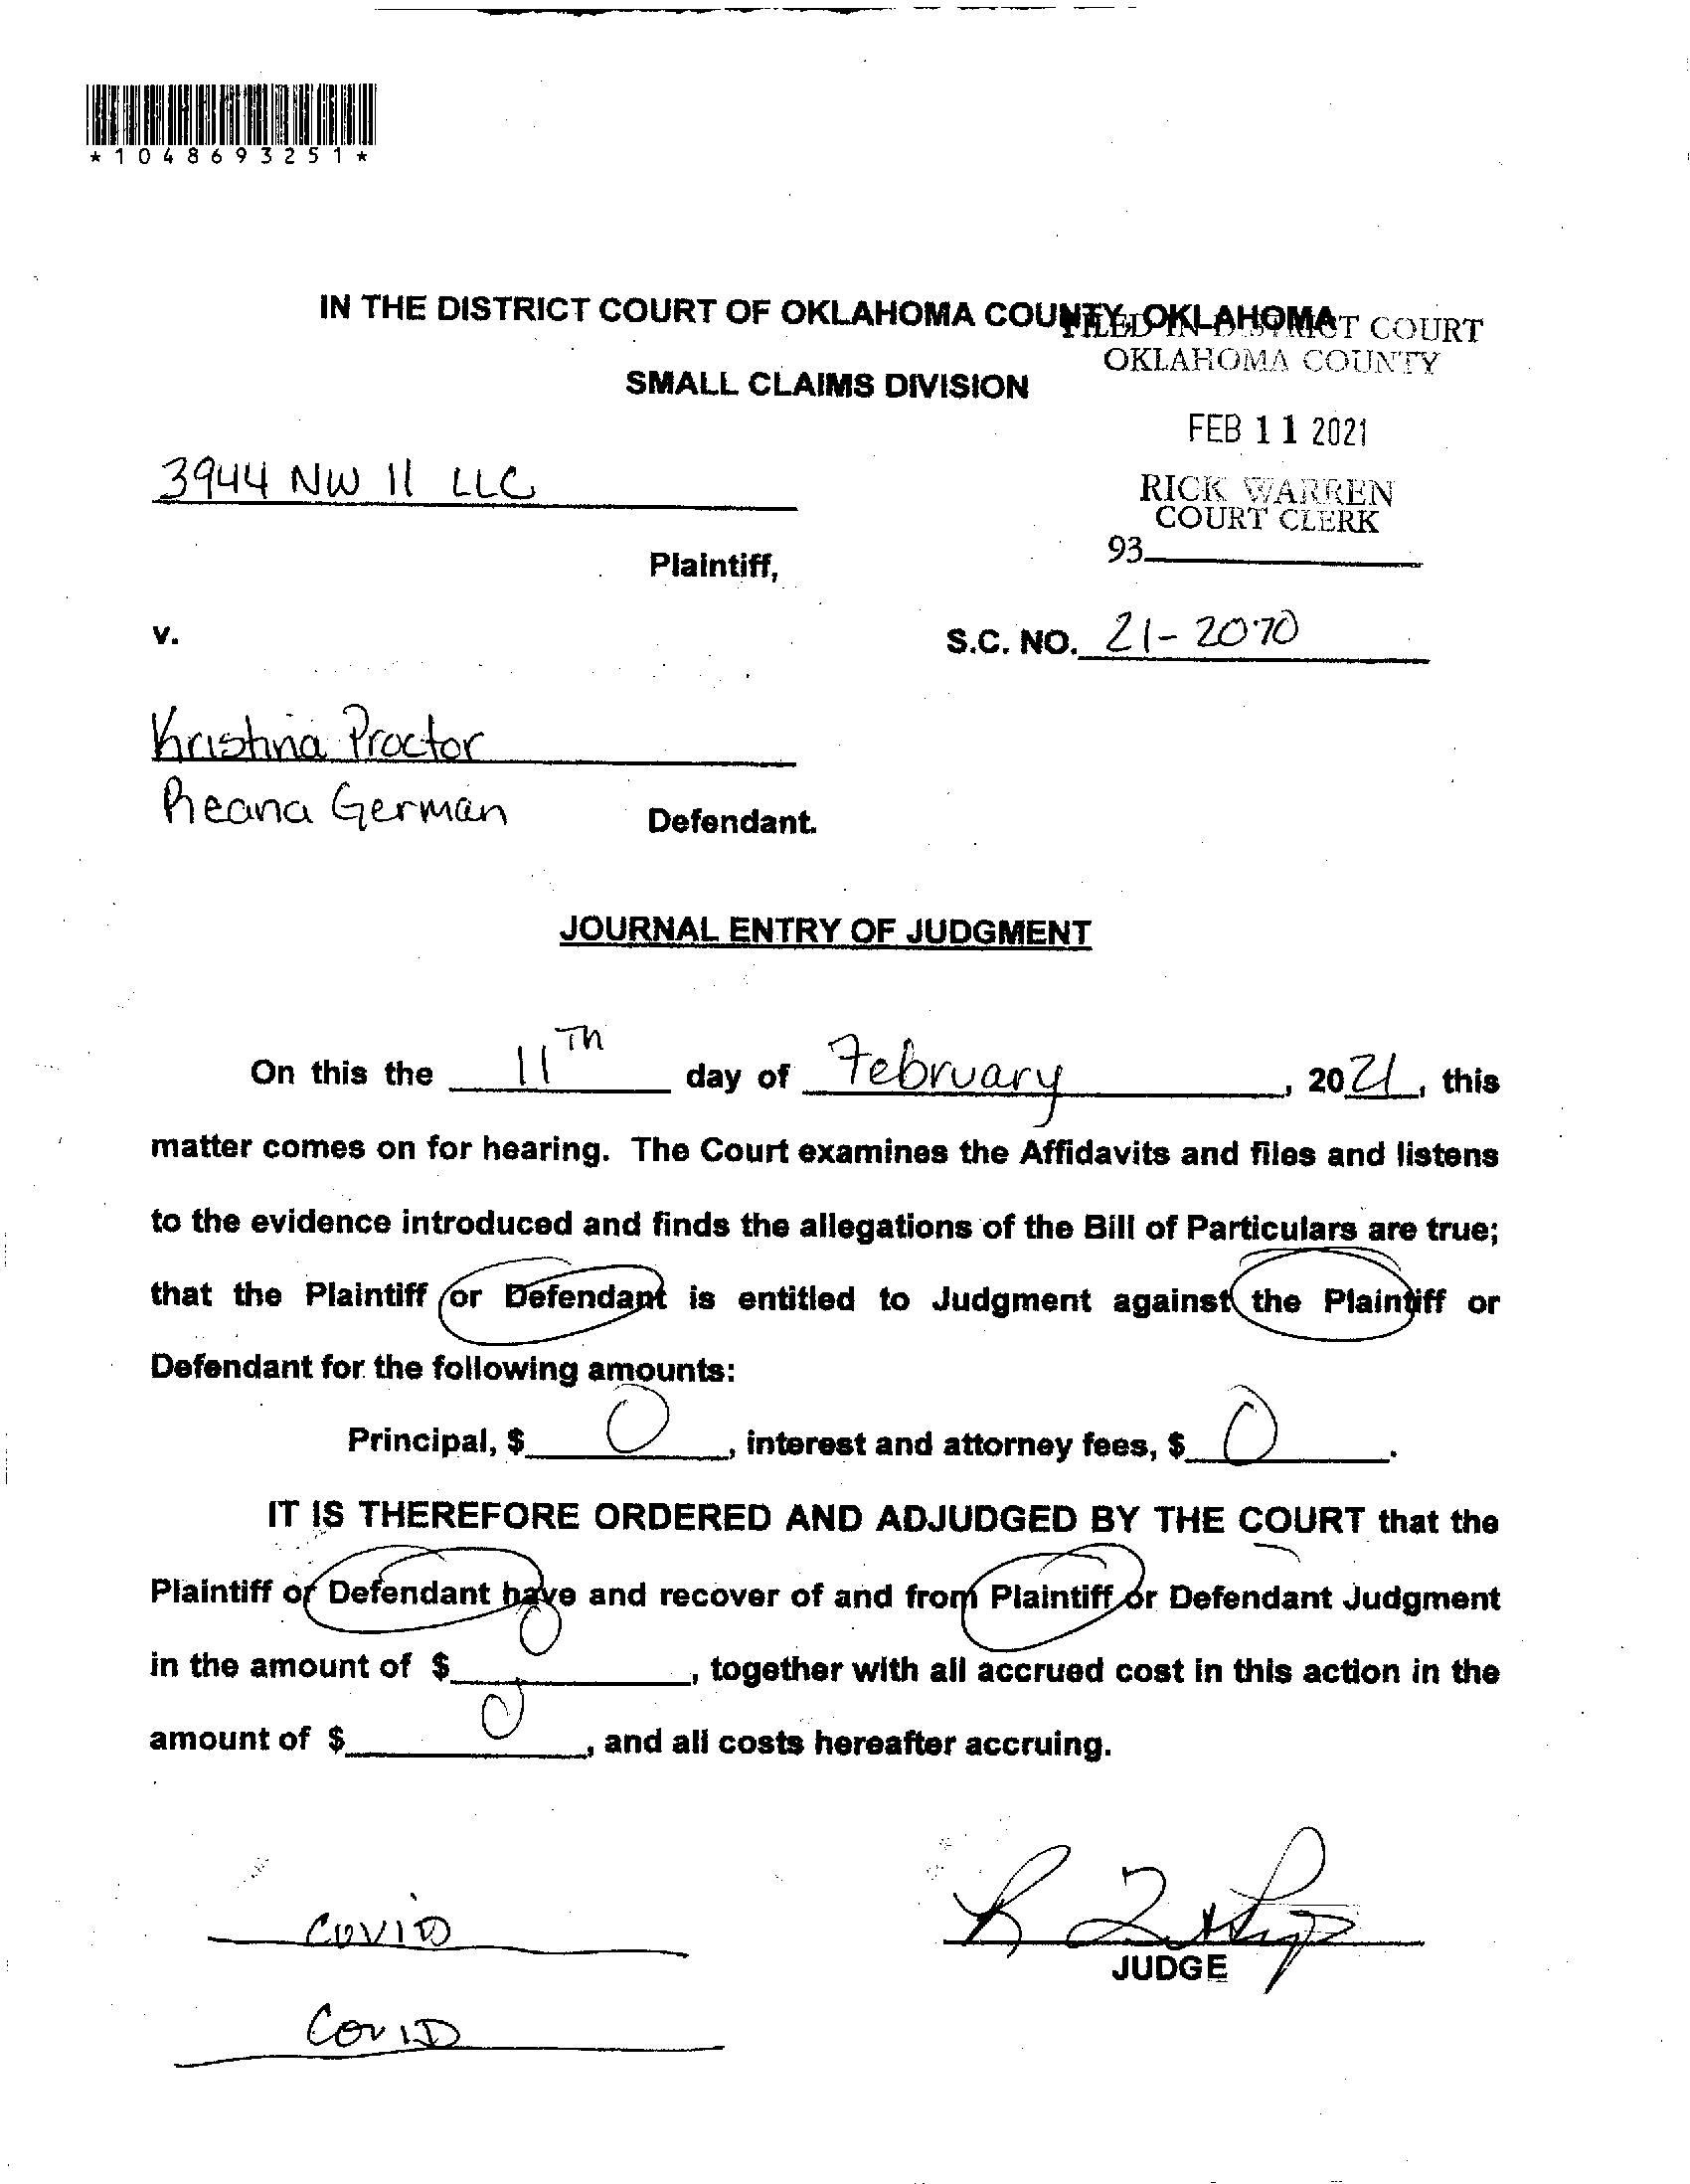 *1048693251*
IN THE DISTRICT COURT OF OKLAHOMA COUNTY, OKLAHOMA
FILED IN DISTRICT COURT
OKLAHOMA COUNTY
SMALL CLAIMS DIVISION
FEB 11 2021
3944 NW 11 LLC
RICK WARREN
COURT CLERK
93
Plaintiff,
v.
S.C. NO. 21-2070
Kristina Proctor
Reana German
Defendant.
JOURNAL ENTRY OF JUDGMENT
On this the 11Th day of February, 2021, this
matter comes on for hearing. The Court examines the Affidavits and files and listens
to the evidence introduced and finds the allegations of the Bill of Particulars are true;
that the Plaintiff or Defendant is entitled to Judgment against the Plaintiff or
Defendant for the following amounts:
Principal, $ 0, interest and attorney fees, $ 0.
IT IS THEREFORE ORDERED AND ADJUDGED BY THE COURT that the
Plaintiff or Defendant have and recover of and from Plaintiff or Defendant Judgment
in the amount of $ 0, together with all accrued cost in this action in the
amount of $ 0, and all costs hereafter accruing.
COVID
JUDGE
COVID